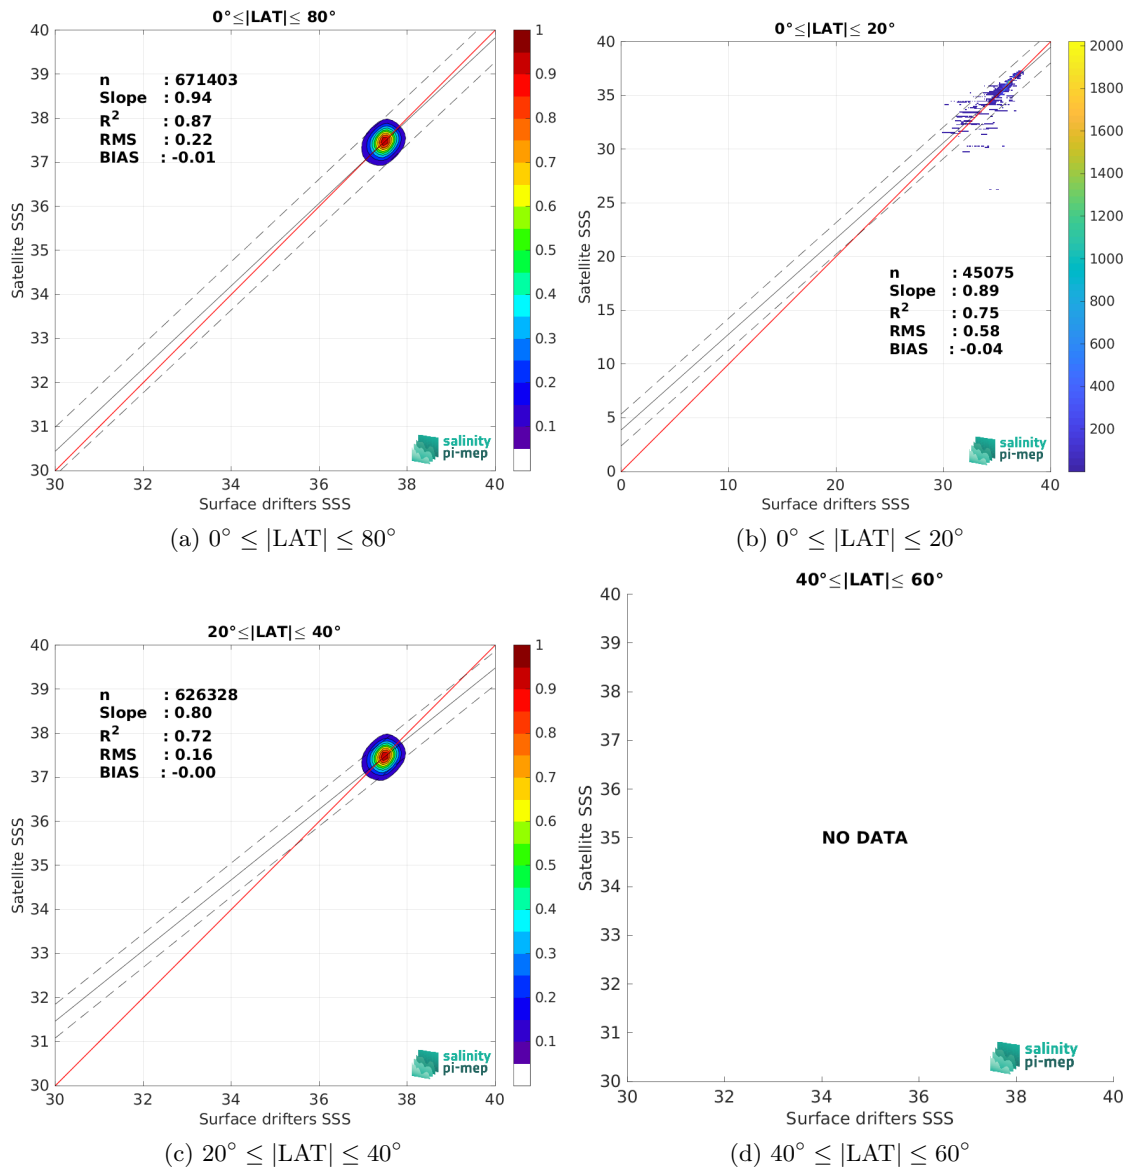 0°≤|LAT|≤ 80°
40
39
38
37
36
35
34
33
32
31
30
Satellite SSS
n : 671403
Slope : 0.94
R² : 0.87
RMS : 0.22
BIAS : -0.01
salinity
pi-mep
30 32 34 36 38 40
Surface drifters SSS
1
0.9
0.8
0.7
0.6
0.5
0.4
0.3
0.2
0.1
(a) 0° ≤ |LAT| ≤ 80°
0°≤|LAT|≤ 20°
40
35
30
25
20
15
10
5
0
Satellite SSS
n : 45075
Slope : 0.89
R² : 0.75
RMS : 0.58
BIAS : -0.04
salinity
pi-mep
0 10 20 30 40
Surface drifters SSS
2000
1800
1600
1400
1200
1000
800
600
400
200
(b) 0° ≤ |LAT| ≤ 20°
20°≤|LAT|≤ 40°
40
39
38
37
36
35
34
33
32
31
30
Satellite SSS
n : 626328
Slope : 0.80
R² : 0.72
RMS : 0.16
BIAS : -0.00
salinity
pi-mep
30 32 34 36 38 40
Surface drifters SSS
1
0.9
0.8
0.7
0.6
0.5
0.4
0.3
0.2
0.1
(c) 20° ≤ |LAT| ≤ 40°
40°≤|LAT|≤ 60°
40
39
38
37
36
35
34
33
32
31
30
Satellite SSS
NO DATA
salinity
pi-mep
30 32 34 36 38 40
Surface drifters SSS
(d) 40° ≤ |LAT| ≤ 60°